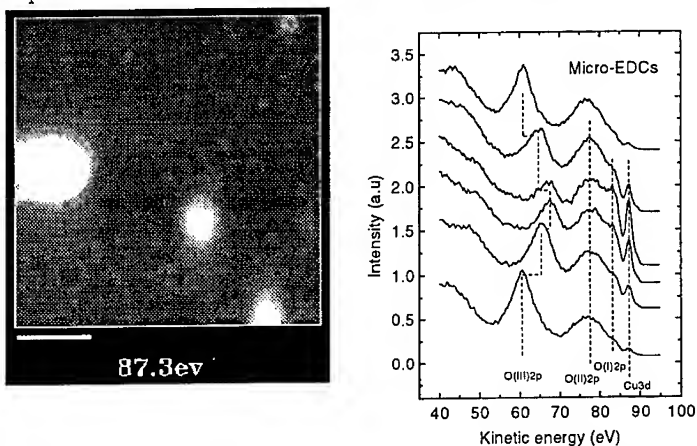 87.3ev
Micro-EDCs
Intensity (a.u)
3.5
3.0
2.5
2.0
1.5
1.0
0.5
0.0
O(III)2p
O(II)2p
O(I)2p
Cu3d
40 50 60 70 80 90 100
Kinetic energy (eV)